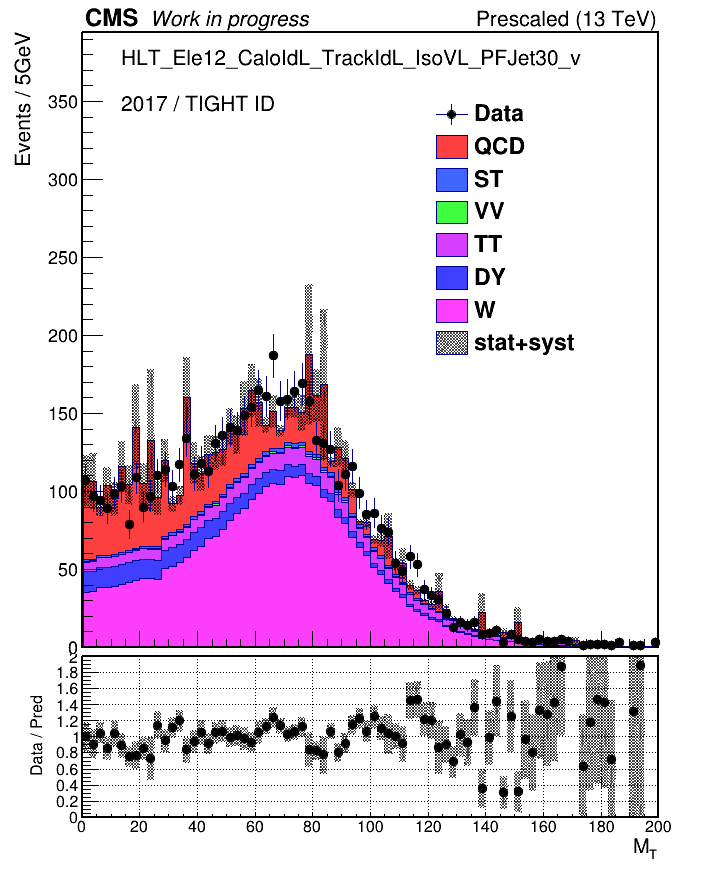 CMS Work in progress Prescaled (13 TeV)
Events / 5GeV
HLT_Ele12_CaloIdL_TrackIdL_IsoVL_PFJet30_v
2017 / TIGHT ID
Data
QCD
ST
VV
TT
DY
W
stat+syst
350
300
250
200
150
100
50
0
Data / Pred
2
1.8
1.6
1.4
1.2
1
0.8
0.6
0.4
0.2
0
0 20 40 60 80 100 120 140 160 180 200
M_T